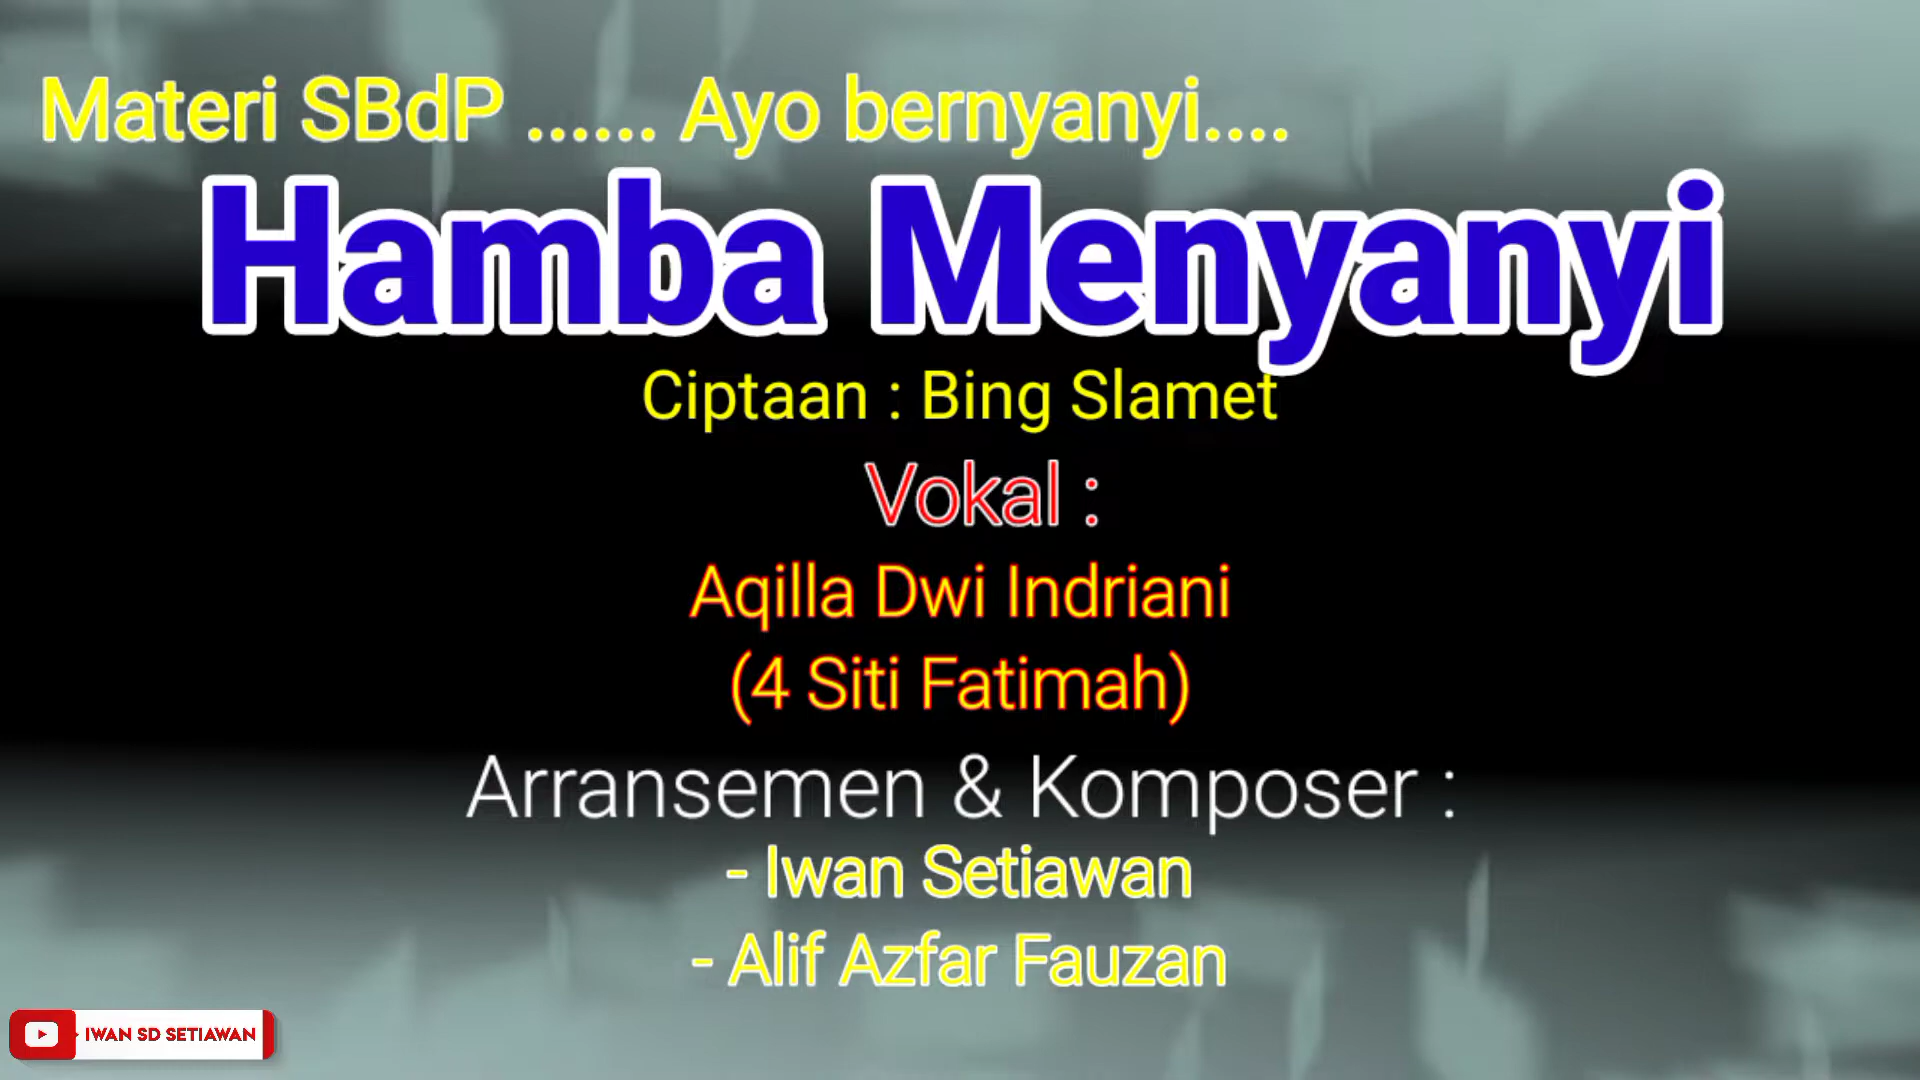 Materi SBdP ...... Ayo bernyanyi....
Hamba Menyanyi
Ciptaan : Bing Slamet
Vokal :
Aqilla Dwi Indriani
(4 Siti Fatimah)
Arransemen & Komposer :
- Iwan Setiawan
- Alif Azfar Fauzan
IWAN SD SETIAWAN